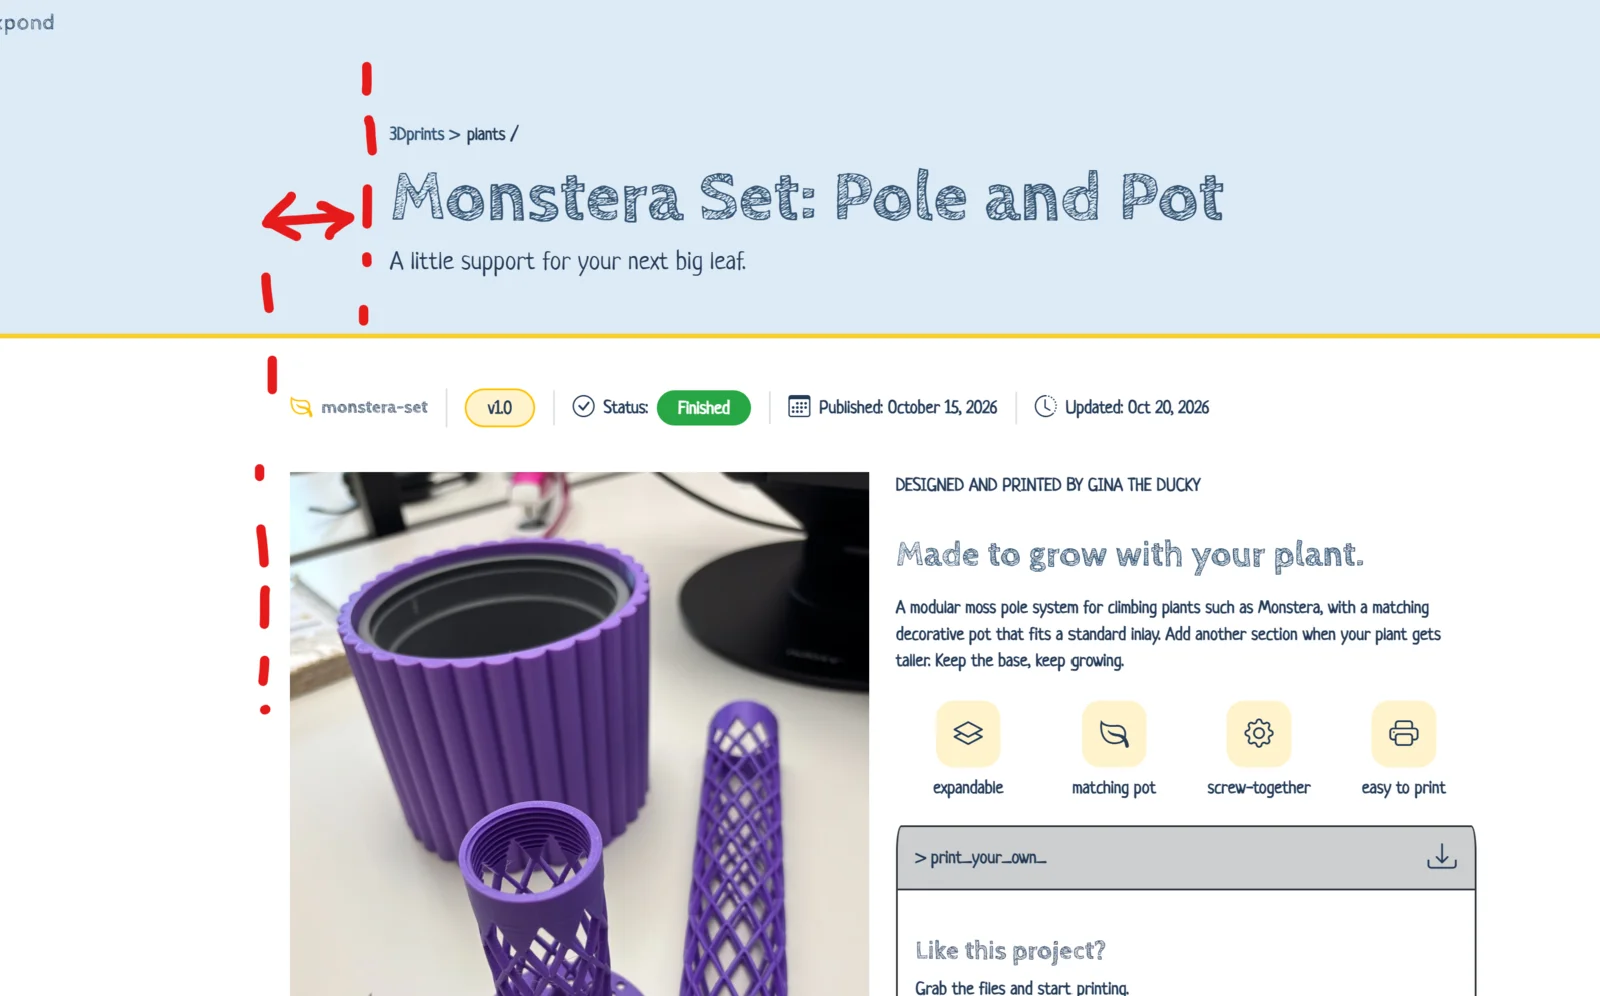 3Dprints > plants /
Monstera Set: Pole and Pot
A little support for your next big leaf.
monstera-set
v1.0
Status:
Finished
Published: October 15, 2026
Updated: Oct 20, 2026
DESIGNED AND PRINTED BY GINA THE DUCKY
Made to grow with your plant.
A modular moss pole system for climbing plants such as Monstera, with a matching
decorative pot that fits a standard inlay. Add another section when your plant gets
taller. Keep the base, keep growing.
expandable
matching pot
screw-together
easy to print
> print_your_own_
Like this project?
Grab the files and start printing.